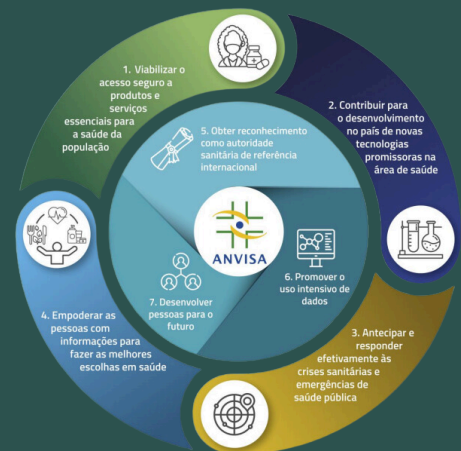 1. Viabilizar o
acesso seguro a
produtos e
serviços
essenciais para
a saúde da
população
2. Contribuir para
o desenvolvimento
no país de novas
tecnologias
promissoras na
área de saúde
3. Antecipar e
responder
efetivamente às
crises sanitárias e
emergências de
saúde pública
4. Empoderar as
pessoas com
informações para
fazer as melhores
escolhas em saúde
5. Obter reconhecimento
como autoridade
sanitária de referência
internacional
ANVISA
6. Promover o
uso intensivo de
dados
7. Desenvolver
pessoas para o
futuro